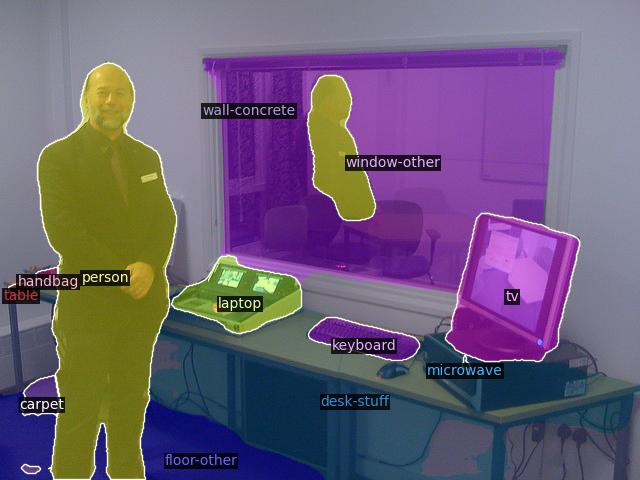 wall-concrete
window-other
handbag
person
table
tv
laptop
keyboard
microwave
carpet
desk-stuff
floor-other